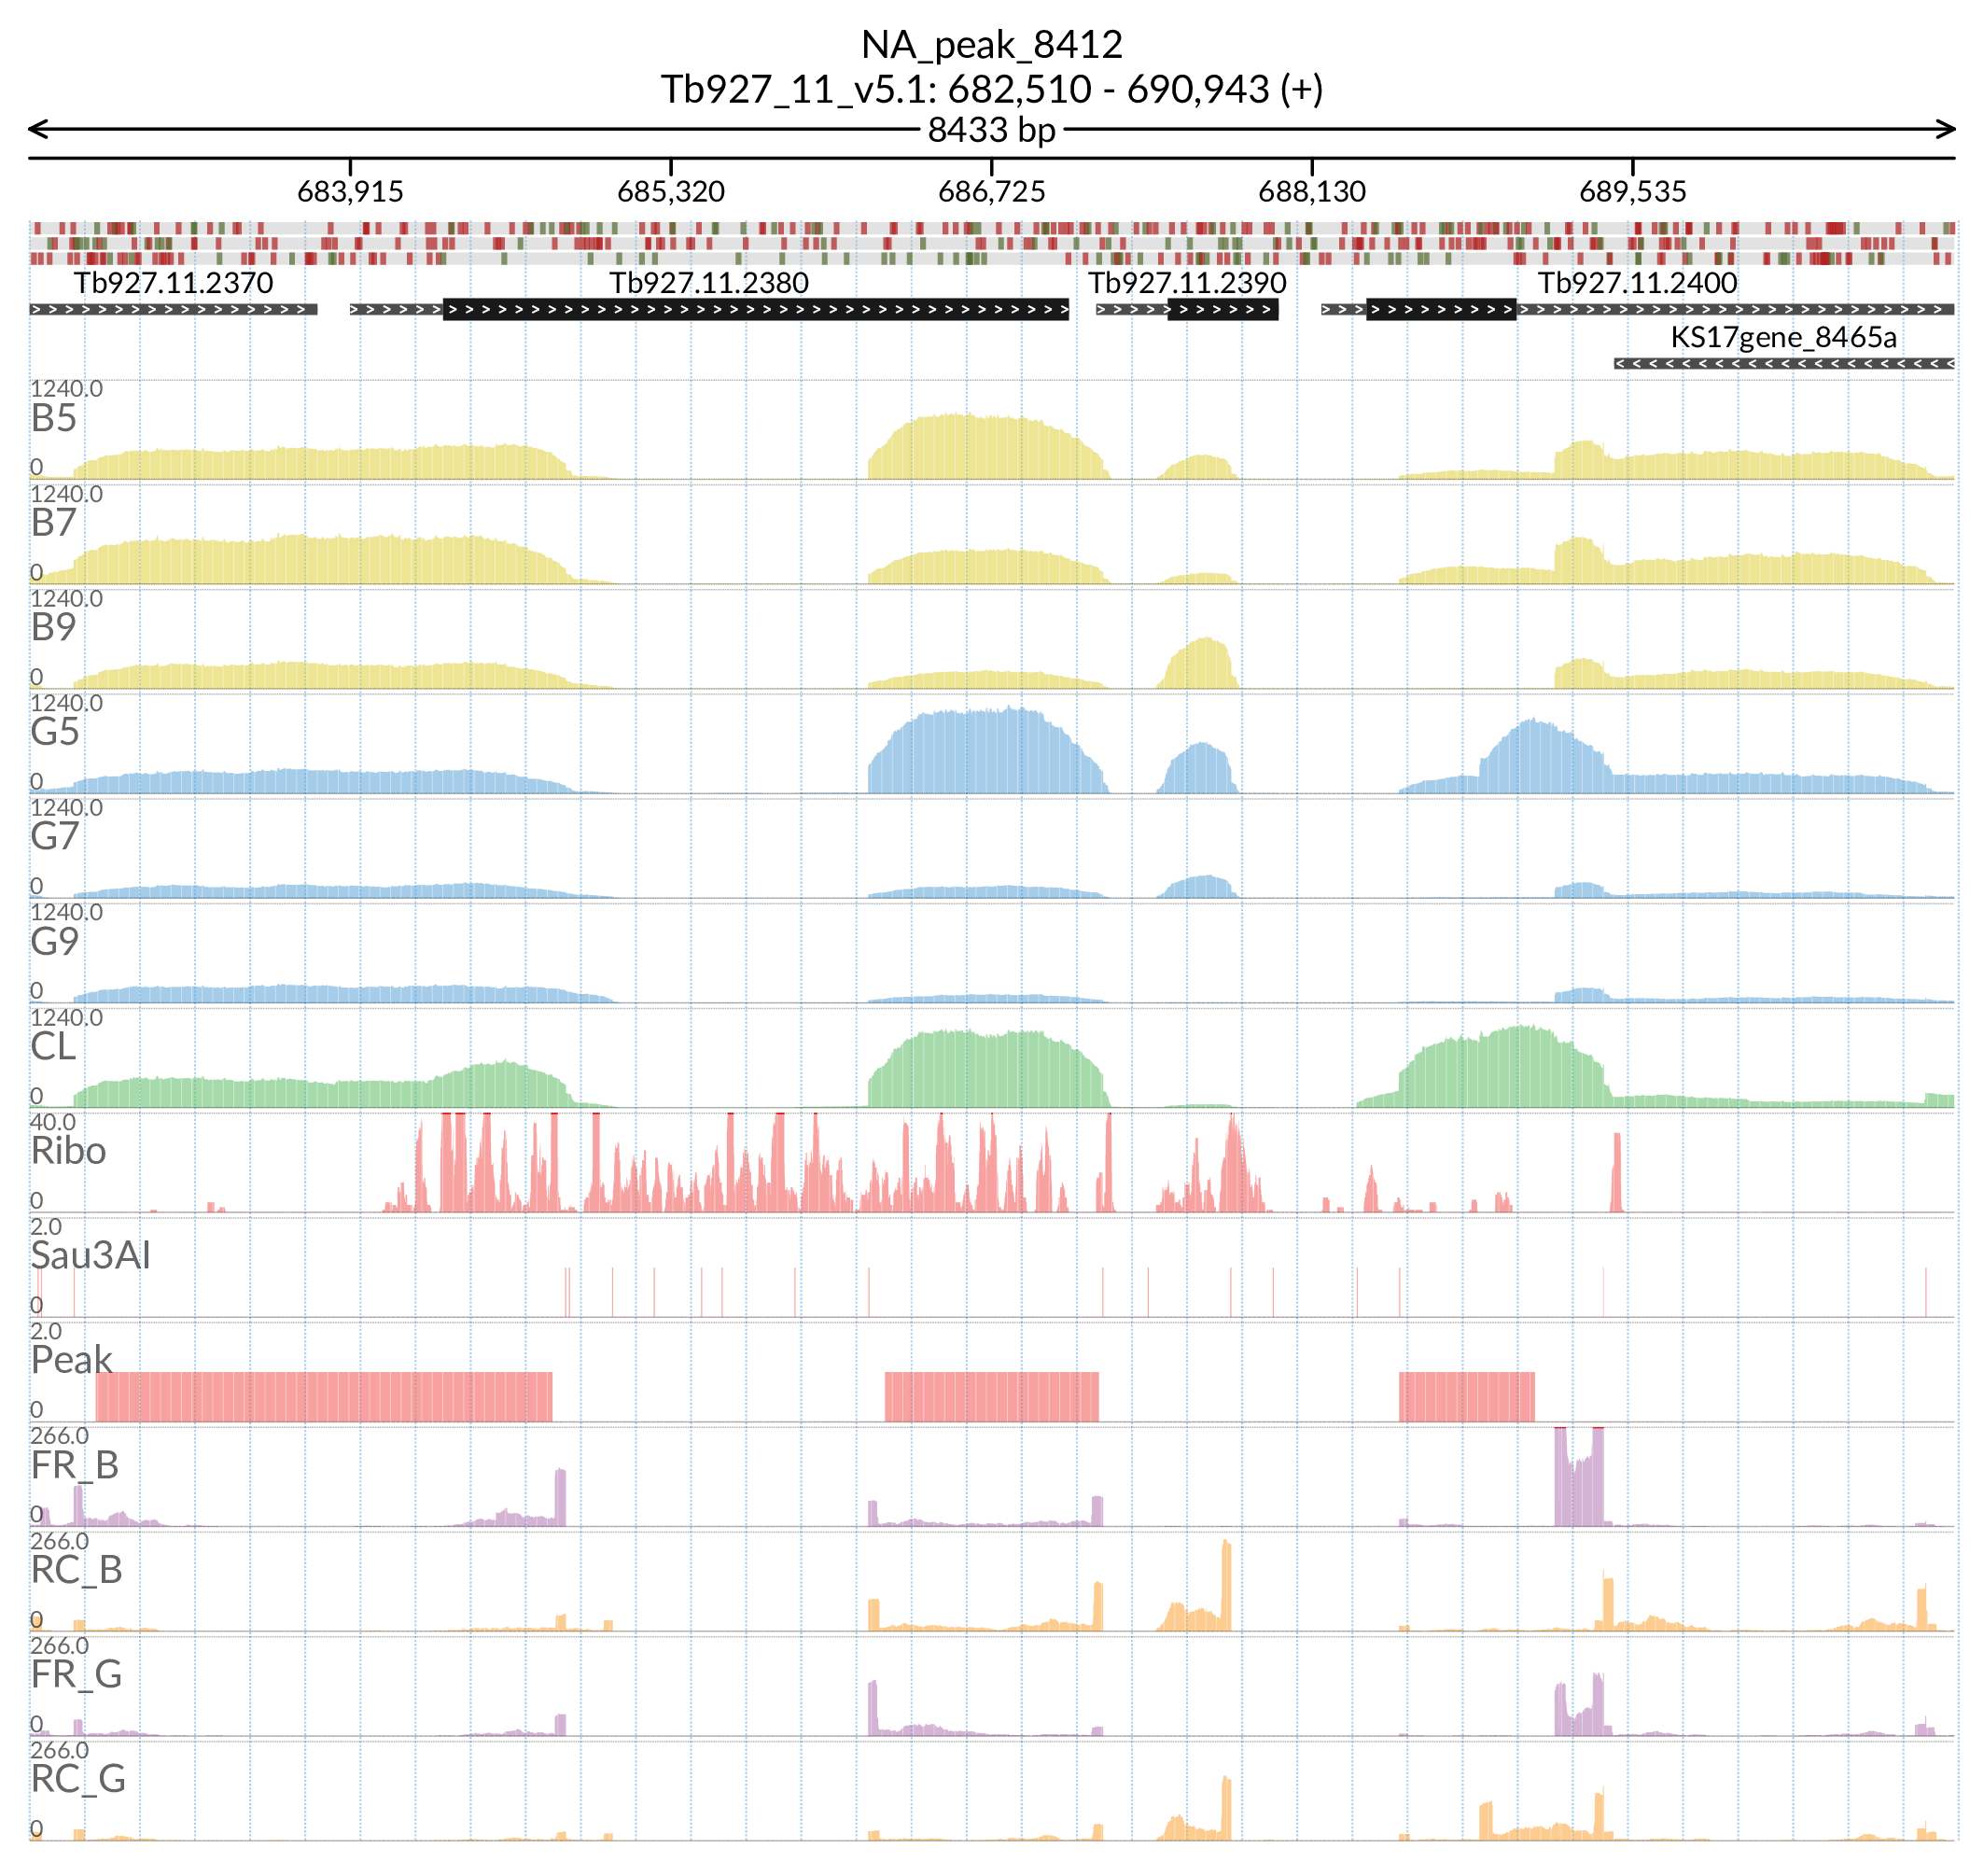 NA_peak_8412
Tb927_11_v5.1: 682,510 - 690,943 (+)
8433 bp
683,915 685,320 686,725 688,130 689,535
Tb927.11.2370 Tb927.11.2380 Tb927.11.2390 Tb927.11.2400
KS17gene_8465a
1240.0
B5
0
1240.0
B7
0
1240.0
B9
0
1240.0
G5
0
1240.0
G7
0
1240.0
G9
0
1240.0
CL
0
40.0
Ribo
0
2.0
Sau3AI
0
2.0
Peak
0
266.0
FR_B
0
266.0
RC_B
0
266.0
FR_G
0
266.0
RC_G
0